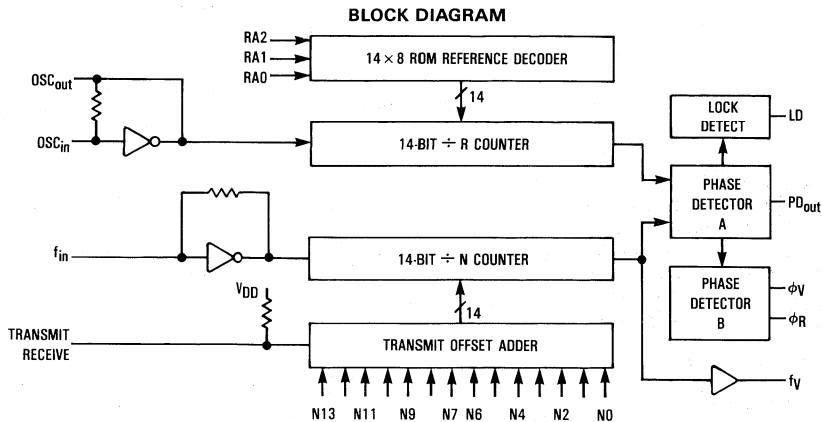 BLOCK DIAGRAM
RA2
RA1
RA0
14 × 8 ROM REFERENCE DECODER
OSCout
14
LOCK DETECT
LD
OSCin
14-BIT ÷ R COUNTER
PHASE DETECTOR A
PDout
fin
14-BIT ÷ N COUNTER
VDD
14
PHASE DETECTOR B
ϕV
ϕR
TRANSMIT RECEIVE
TRANSMIT OFFSET ADDER
fV
N13 N11 N9 N7 N6 N4 N2 N0